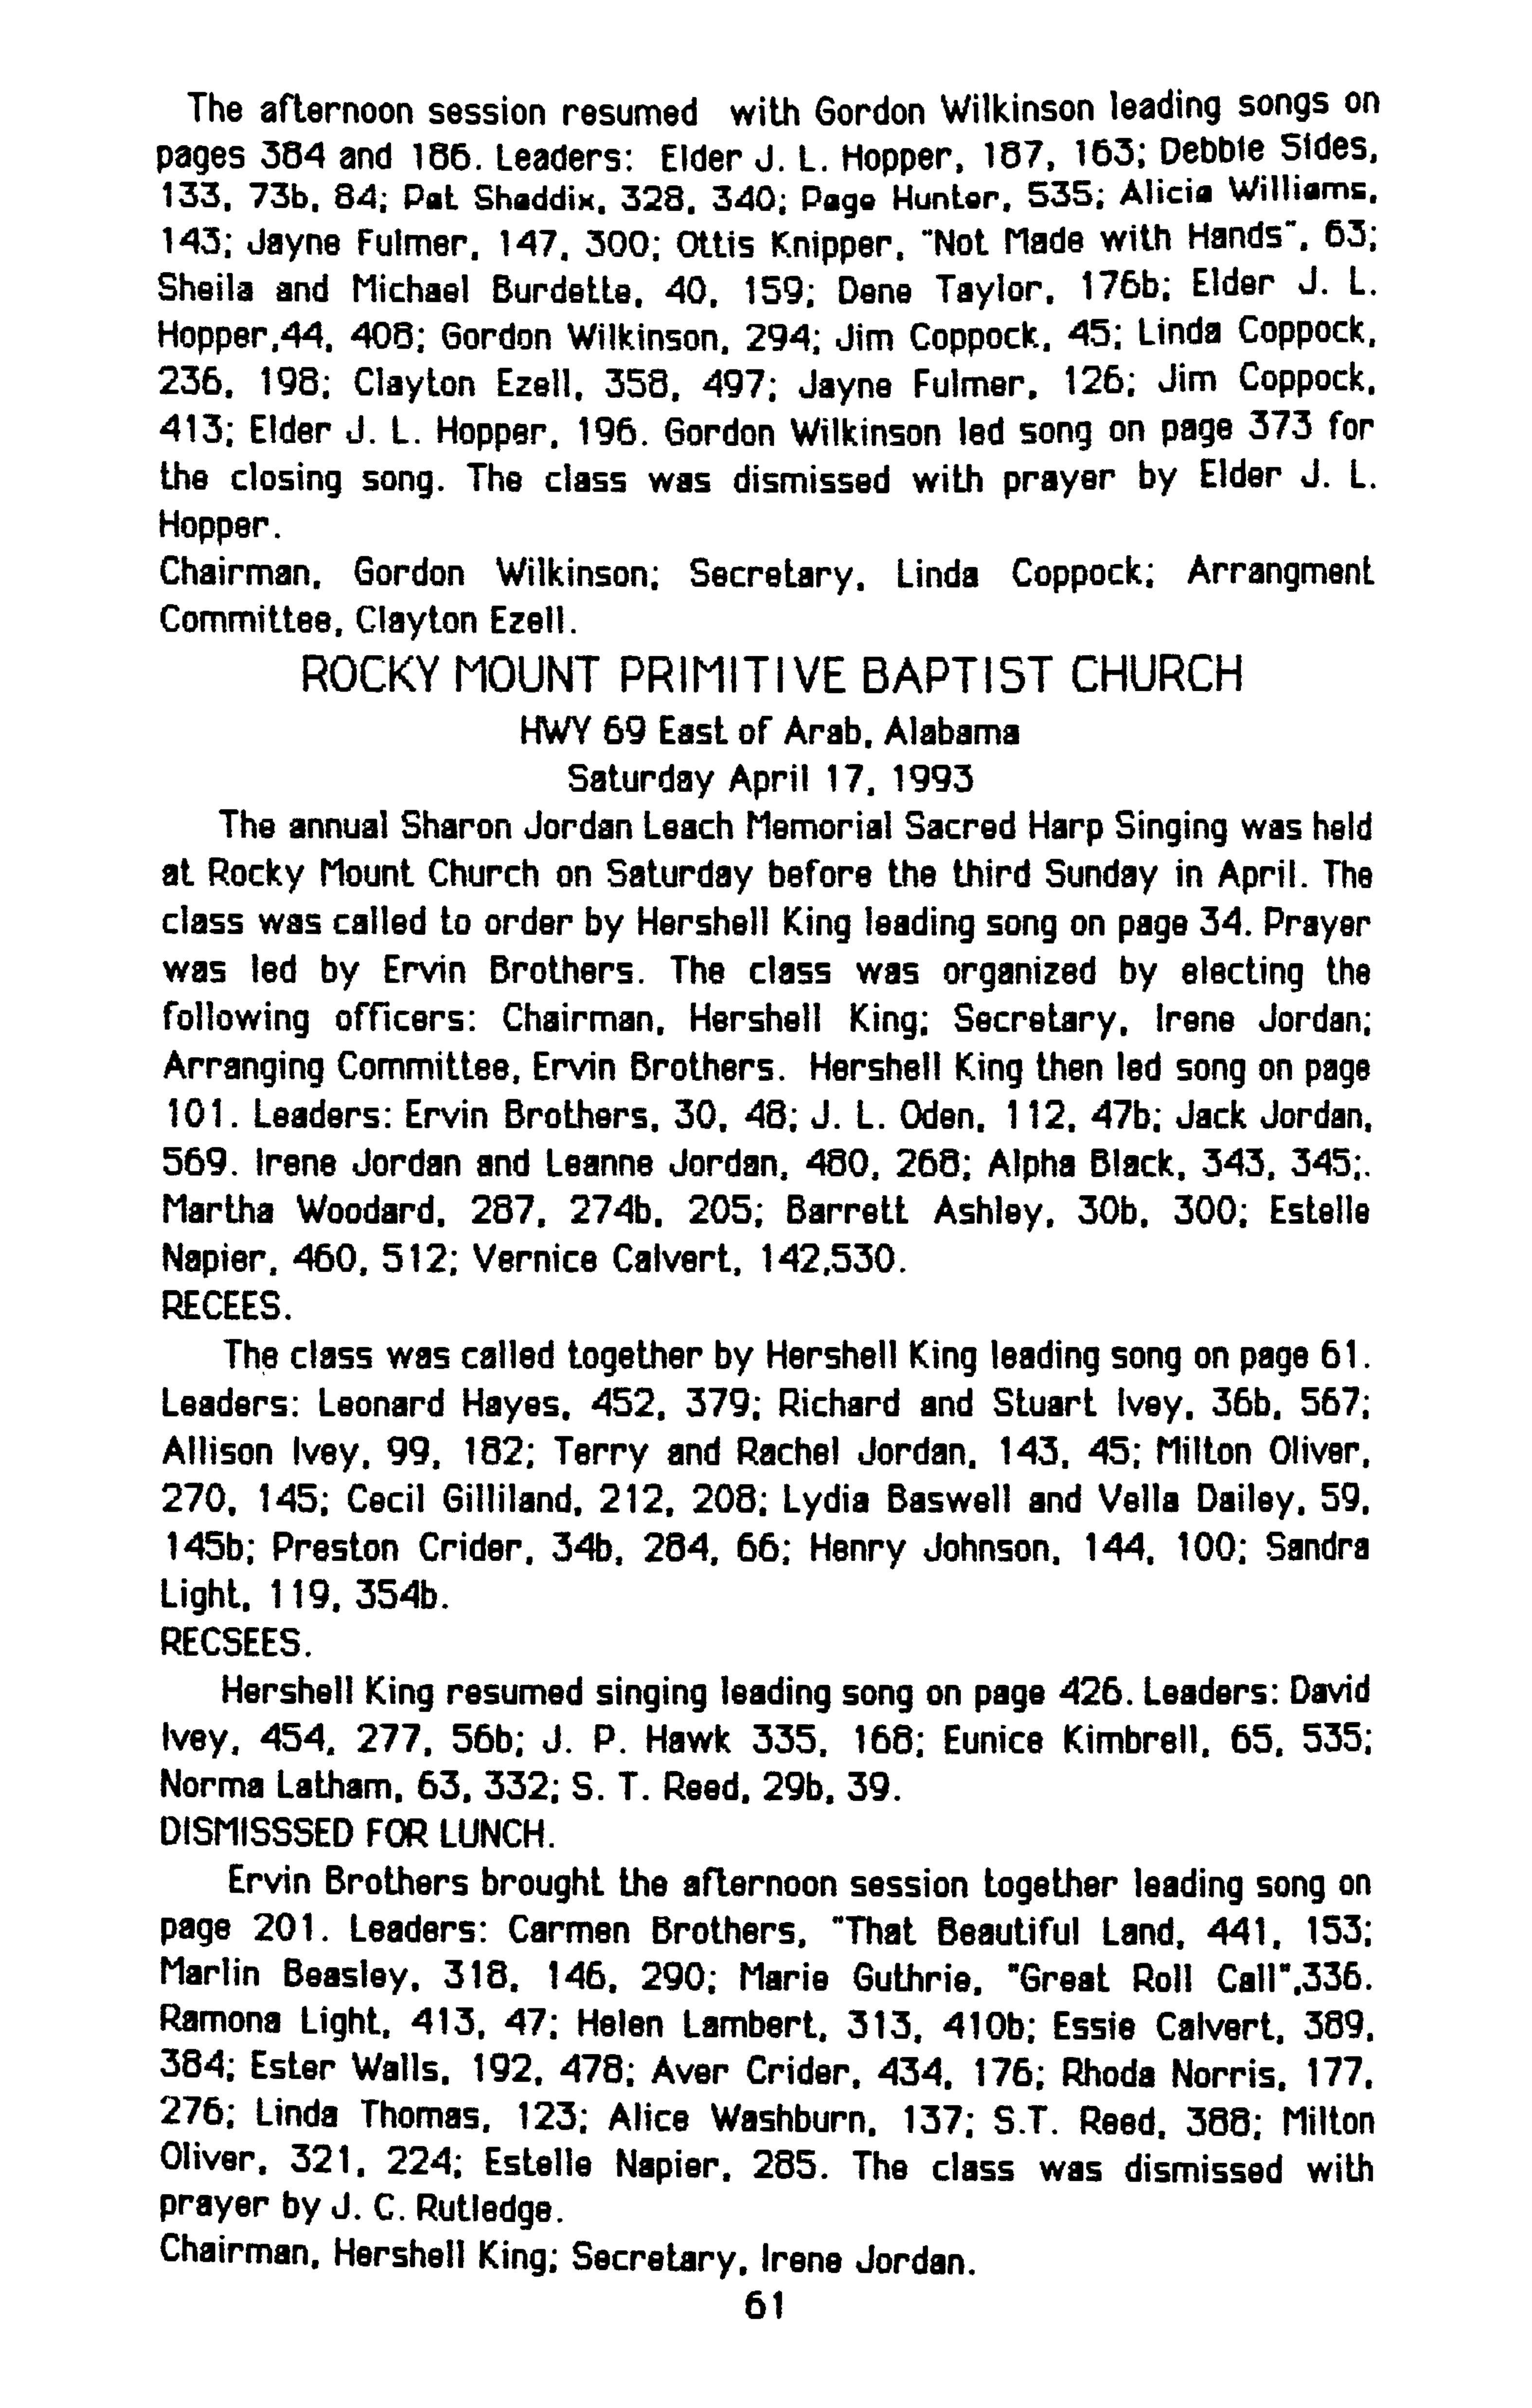 The afternoon session resumed with Gordon Wilkinson leading songs on
pages 384 and 186. Leaders: Elder J. L. Hopper, 187, 163; Debbie Sides,
133, 73b, 84; Pat Shaddix, 328, 340; Page Hunter, 535; Alicia Williams,
143; Jayne Fulmer, 147, 300; Ottis Knipper, "Not Made with Hands", 63;
Sheila and Michael Burdette, 40, 159; Dene Taylor, 176b; Elder J. L.
Hopper,44, 408; Gordon Wilkinson, 294; Jim Coppock, 45; Linda Coppock,
236, 198; Clayton Ezell, 358, 497; Jayne Fulmer, 126; Jim Coppock,
413; Elder J. L. Hopper, 196. Gordon Wilkinson led song on page 373 for
the closing song. The class was dismissed with prayer by Elder J. L.
Hopper.
Chairman, Gordon Wilkinson; Secretary, Linda Coppock; Arrangment
Committee, Clayton Ezell.
ROCKY MOUNT PRIMITIVE BAPTIST CHURCH
HWY 69 East of Arab, Alabama
Saturday April 17, 1993
The annual Sharon Jordan Leach Memorial Sacred Harp Singing was held
at Rocky Mount Church on Saturday before the third Sunday in April. The
class was called to order by Hershell King leading song on page 34. Prayer
was led by Ervin Brothers. The class was organized by electing the
following officers: Chairman, Hershell King; Secretary, Irene Jordan;
Arranging Committee, Ervin Brothers. Hershell King then led song on page
101. Leaders: Ervin Brothers, 30, 48; J. L. Oden, 112, 47b; Jack Jordan,
569. Irene Jordan and Leanne Jordan, 480, 268; Alpha Black, 343, 345;.
Martha Woodard, 287, 274b, 205; Barrett Ashley, 30b, 300; Estelle
Napier, 460, 512; Vernice Calvert, 142,530.
RECEES.
The class was called together by Hershell King leading song on page 61.
Leaders: Leonard Hayes, 452, 379; Richard and Stuart Ivey, 36b, 567;
Allison Ivey, 99, 182; Terry and Rachel Jordan, 143, 45; Milton Oliver,
270, 145; Cecil Gilliland, 212, 208; Lydia Baswell and Vella Dailey, 59,
145b; Preston Crider, 34b, 284, 66; Henry Johnson, 144, 100; Sandra
Light, 119, 354b.
RECSEES.
Hershell King resumed singing leading song on page 426. Leaders: David
Ivey, 454, 277, 56b; J. P. Hawk 335, 168; Eunice Kimbrell, 65, 535;
Norma Latham, 63, 332; S. T. Reed, 29b, 39.
DISMISSSED FOR LUNCH.
Ervin Brothers brought the afternoon session together leading song on
page 201. Leaders: Carmen Brothers, "That Beautiful Land, 441, 153;
Marlin Beasley, 318, 146, 290; Marie Guthrie, "Great Roll Call",336.
Ramona Light, 413, 47; Helen Lambert, 313, 410b; Essie Calvert, 389,
384; Ester Walls, 192, 478; Aver Crider, 434, 176; Rhoda Norris, 177,
276; Linda Thomas, 123; Alice Washburn, 137; S.T. Reed, 388; Milton
Oliver, 321, 224; Estelle Napier, 285. The class was dismissed with
prayer by J. C. Rutledge.
Chairman, Hershell King; Secretary, Irene Jordan.
61